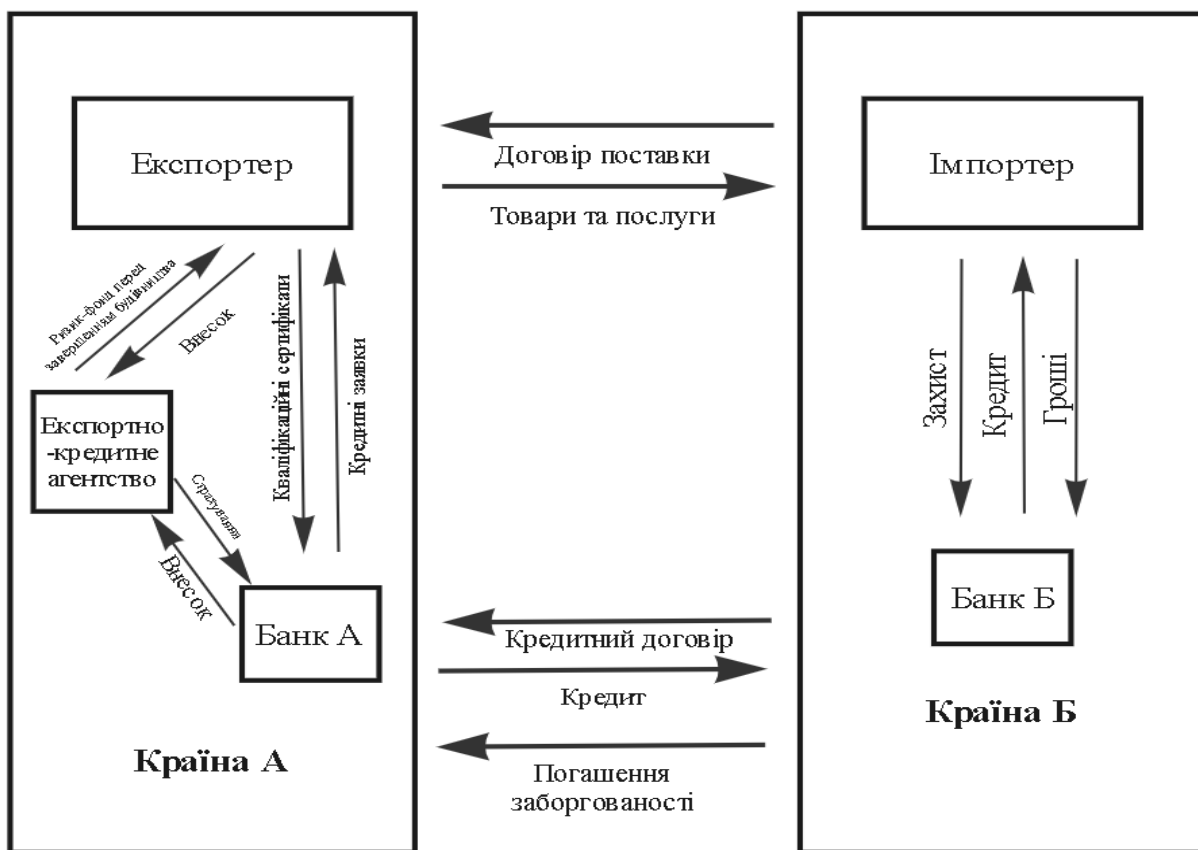 Експортер
Договір поставки
Товари та послуги
Імпортер
Ризик-фонд перед
завершенням будівництва
Внесок
Кваліфікаційні сертифікати
Кредитні заявки
Експортно
-кредитне
агентство
Страхування
Внесок
Банк А
Країна А
Кредитний договір
Кредит
Погашення
заборгованості
Захист
Кредит
Гроші
Банк Б
Країна Б